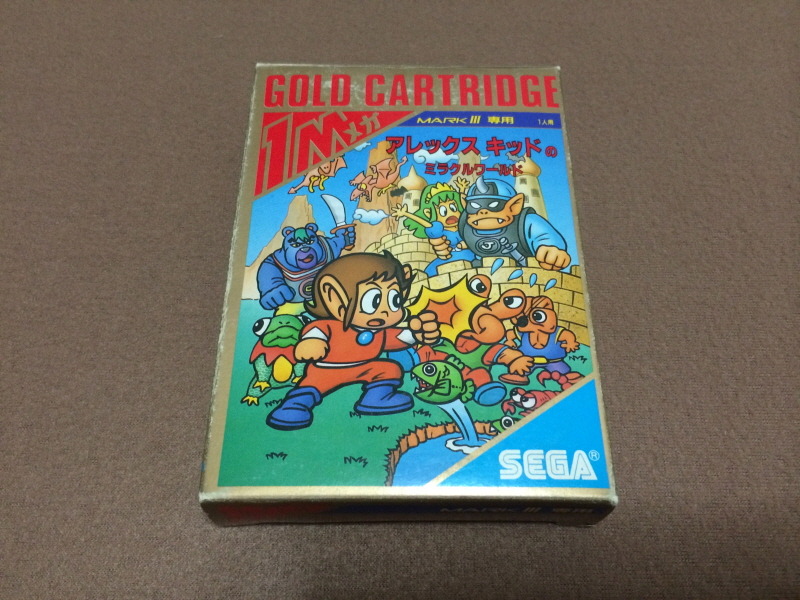 GOLD CARTRIDGE
1Mメガ
MARK III 専用
1人用
アレックス キッドの
ミラクルワールド
J
SEGA®
MARK III 専用